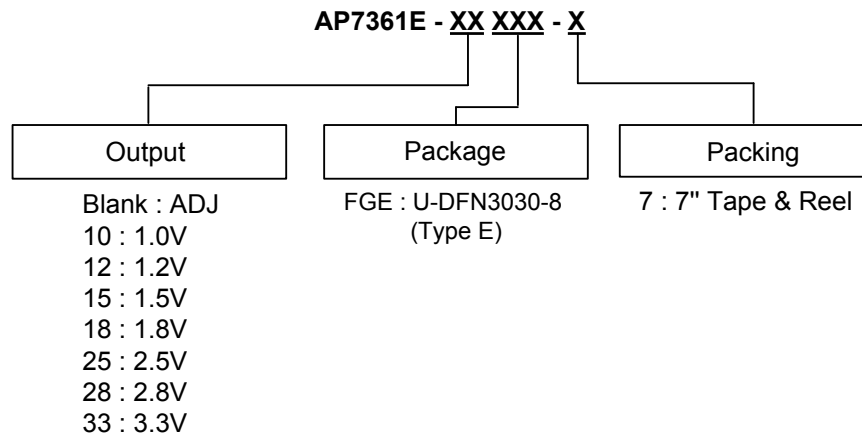 AP7361E - XX XXX - X
Output
Blank : ADJ
10 : 1.0V
12 : 1.2V
15 : 1.5V
18 : 1.8V
25 : 2.5V
28 : 2.8V
33 : 3.3V
Package
FGE : U-DFN3030-8
(Type E)
Packing
7 : 7" Tape & Reel